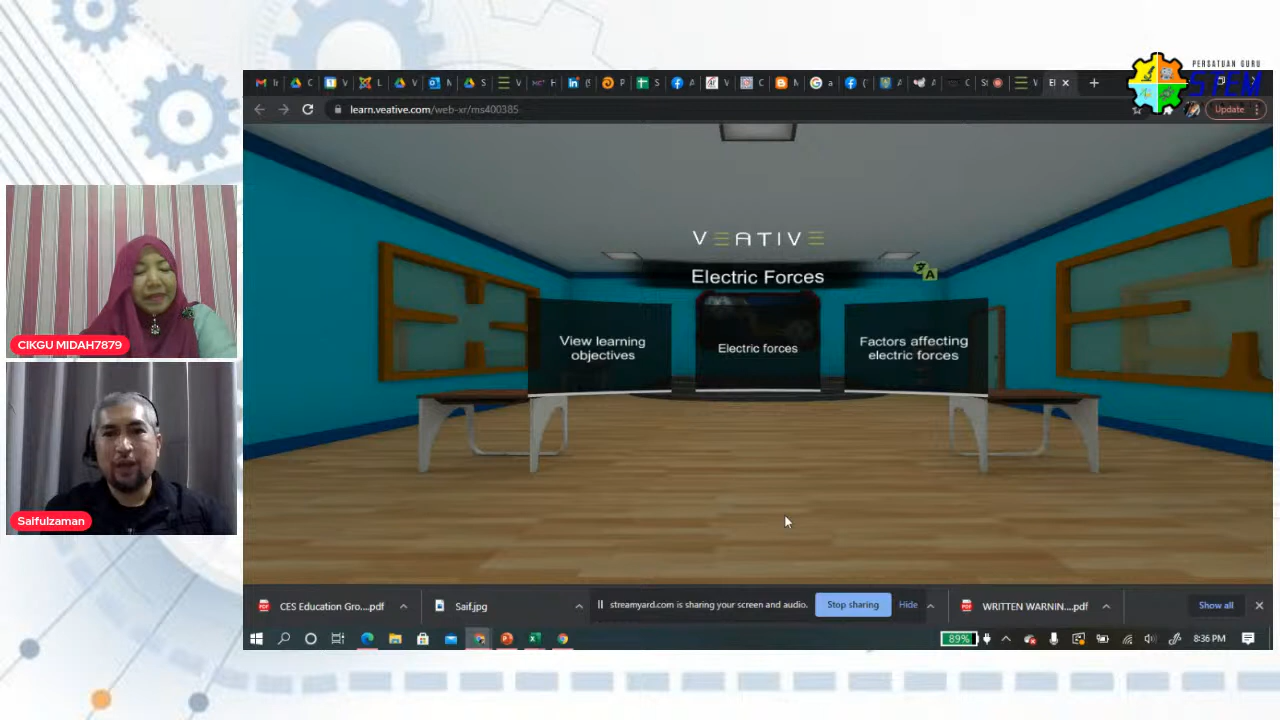 PERSATUAN GURU
STEM
learn.veative.com/web-xr/ms400385
Update
VEATIVE
Electric Forces
View learning
objectives
Electric forces
Factors affecting
electric forces
CIKGU MIDAH7879
Saifulzaman
CES Education Gro....pdf
Saif.jpg
streamyard.com is sharing your screen and audio.
Stop sharing
Hide
WRITTEN WARNIN....pdf
Show all
89%
8:36 PM